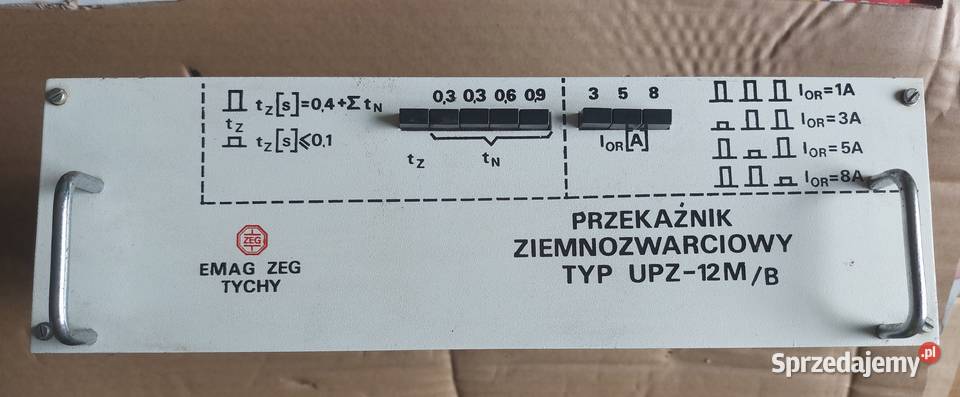 0,3 0,3 0,6 0,9
t_Z[s]=0,4+Σt_N
t_Z
t_Z[s]⩽0,1
t_Z t_N
3 5 8
I_OR[A]
I_OR=1A
I_OR=3A
I_OR=5A
I_OR=8A
ZEG
EMAG ZEG
TYCHY
PRZEKAŹNIK
ZIEMNOZWARCIOWY
TYP UPZ-12M/B
Sprzedajemy.pl